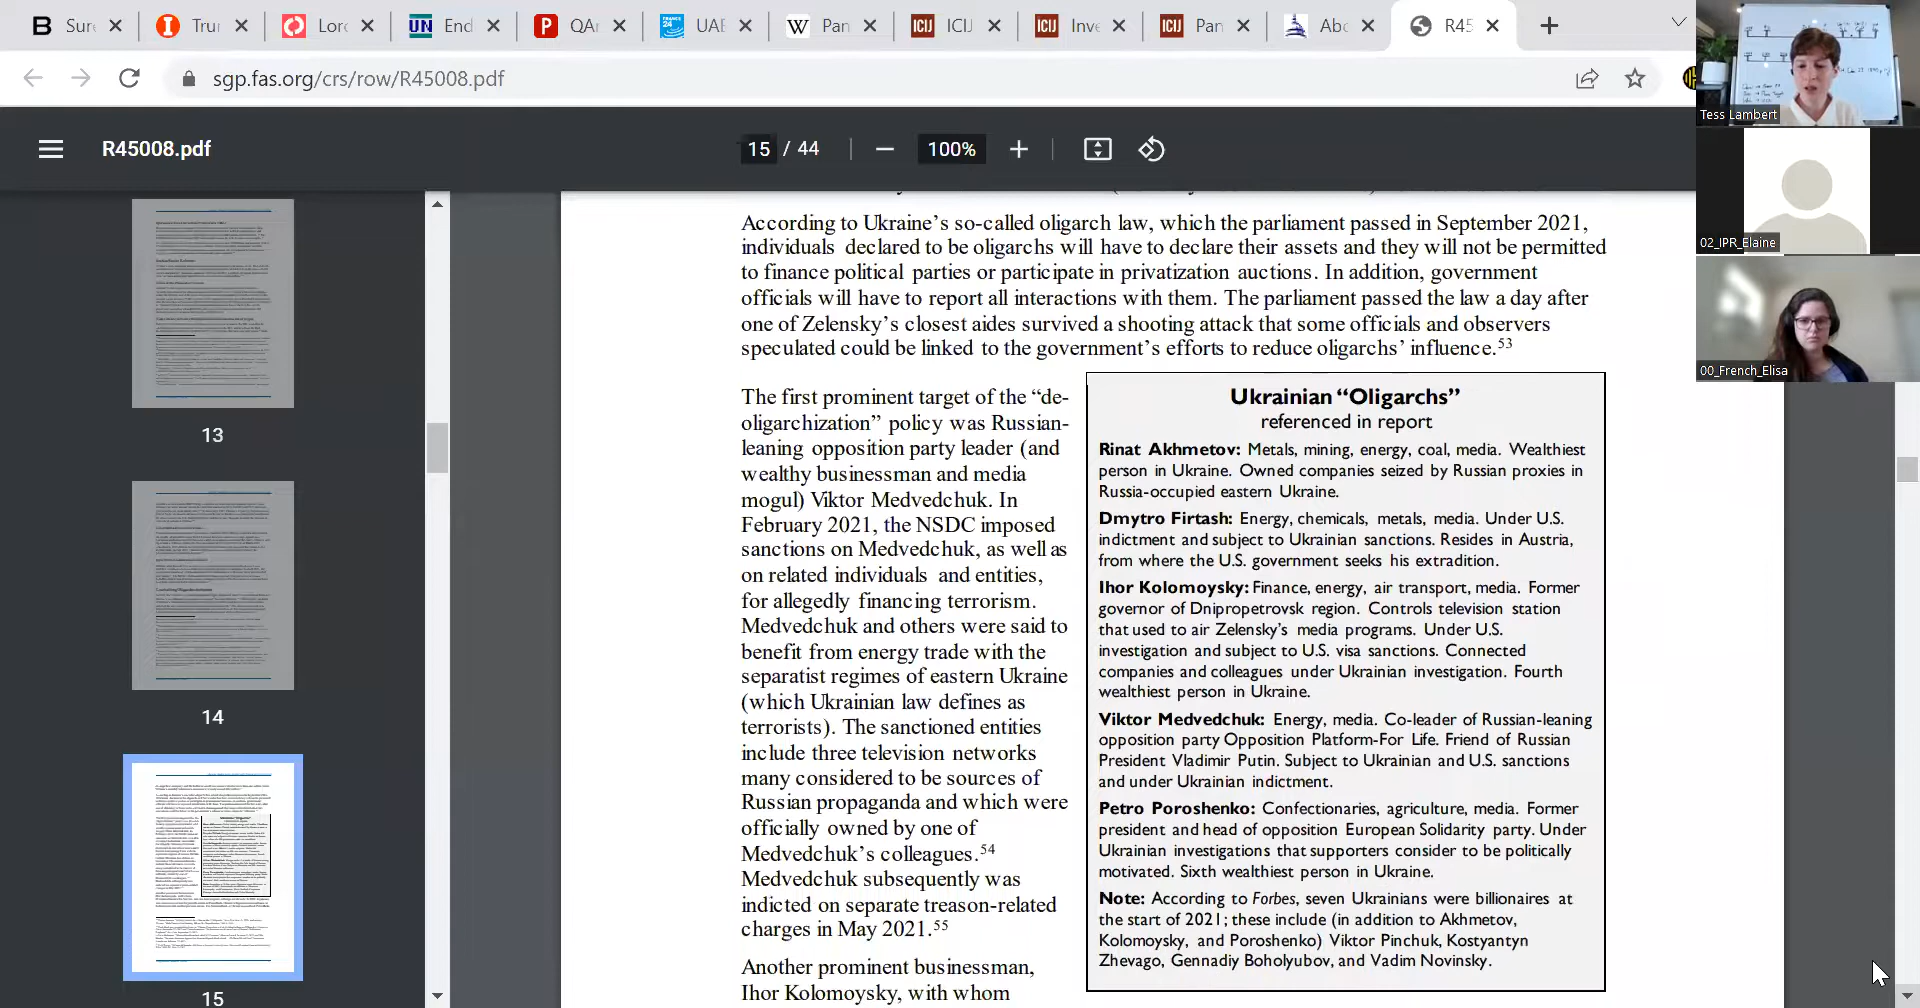 Sur
Trur
Lord
End
QAr
UAE
Pan
ICIJ
Inve
Pan
Abc
R45
sgp.fas.org/crs/row/R45008.pdf
R45008.pdf
15 / 44
100%
Tess Lambert
02_IPR_Elaine
00_French_Elisa
13
14
15
According to Ukraine’s so-called oligarch law, which the parliament passed in September 2021,
individuals declared to be oligarchs will have to declare their assets and they will not be permitted
to finance political parties or participate in privatization auctions. In addition, government
officials will have to report all interactions with them. The parliament passed the law a day after
one of Zelensky’s closest aides survived a shooting attack that some officials and observers
speculated could be linked to the government’s efforts to reduce oligarchs’ influence.53
The first prominent target of the “de-
oligarchization” policy was Russian-
leaning opposition party leader (and
wealthy businessman and media
mogul) Viktor Medvedchuk. In
February 2021, the NSDC imposed
sanctions on Medvedchuk, as well as
on related individuals and entities,
for allegedly financing terrorism.
Medvedchuk and others were said to
benefit from energy trade with the
separatist regimes of eastern Ukraine
(which Ukrainian law defines as
terrorists). The sanctioned entities
include three television networks
many considered to be sources of
Russian propaganda and which were
officially owned by one of
Medvedchuk’s colleagues.54
Medvedchuk subsequently was
indicted on separate treason-related
charges in May 2021.55
Another prominent businessman,
Ihor Kolomoysky, with whom
Ukrainian “Oligarchs”
referenced in report
Rinat Akhmetov: Metals, mining, energy, coal, media. Wealthiest
person in Ukraine. Owned companies seized by Russian proxies in
Russia-occupied eastern Ukraine.
Dmytro Firtash: Energy, chemicals, metals, media. Under U.S.
indictment and subject to Ukrainian sanctions. Resides in Austria,
from where the U.S. government seeks his extradition.
Ihor Kolomoysky: Finance, energy, air transport, media. Former
governor of Dnipropetrovsk region. Controls television station
that used to air Zelensky’s media programs. Under U.S.
investigation and subject to U.S. visa sanctions. Connected
companies and colleagues under Ukrainian investigation. Fourth
wealthiest person in Ukraine.
Viktor Medvedchuk: Energy, media. Co-leader of Russian-leaning
opposition party Opposition Platform-For Life. Friend of Russian
President Vladimir Putin. Subject to Ukrainian and U.S. sanctions
and under Ukrainian indictment.
Petro Poroshenko: Confectionaries, agriculture, media. Former
president and head of opposition European Solidarity party. Under
Ukrainian investigations that supporters consider to be politically
motivated. Sixth wealthiest person in Ukraine.
Note: According to Forbes, seven Ukrainians were billionaires at
the start of 2021; these include (in addition to Akhmetov,
Kolomoysky, and Poroshenko) Viktor Pinchuk, Kostyantyn
Zhevago, Gennadiy Boholyubov, and Vadim Novinsky.